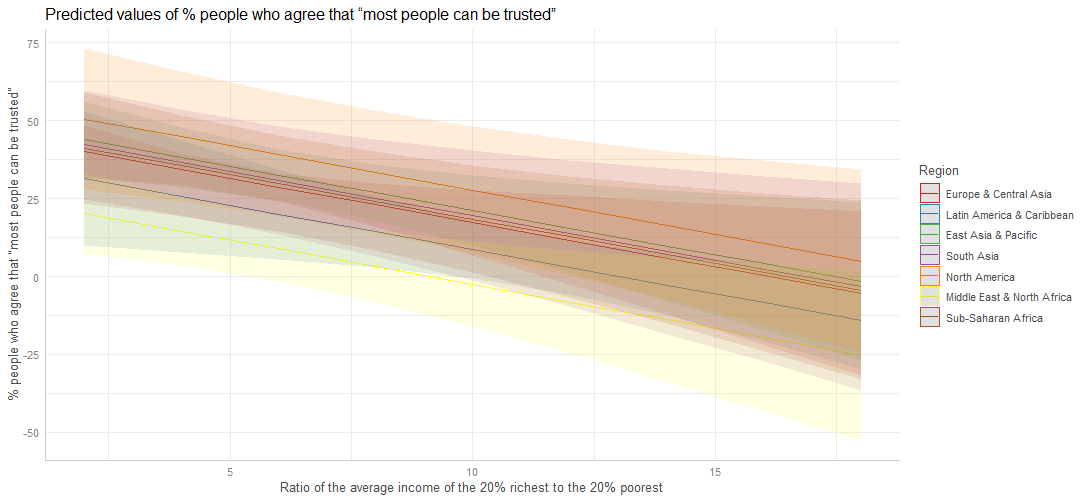 Predicted values of % people who agree that “most people can be trusted”
75
50
25
0
-25
-50
% people who agree that "most people can be trusted"
5
10
15
Ratio of the average income of the 20% richest to the 20% poorest
Region
Europe & Central Asia
Latin America & Caribbean
East Asia & Pacific
South Asia
North America
Middle East & North Africa
Sub-Saharan Africa